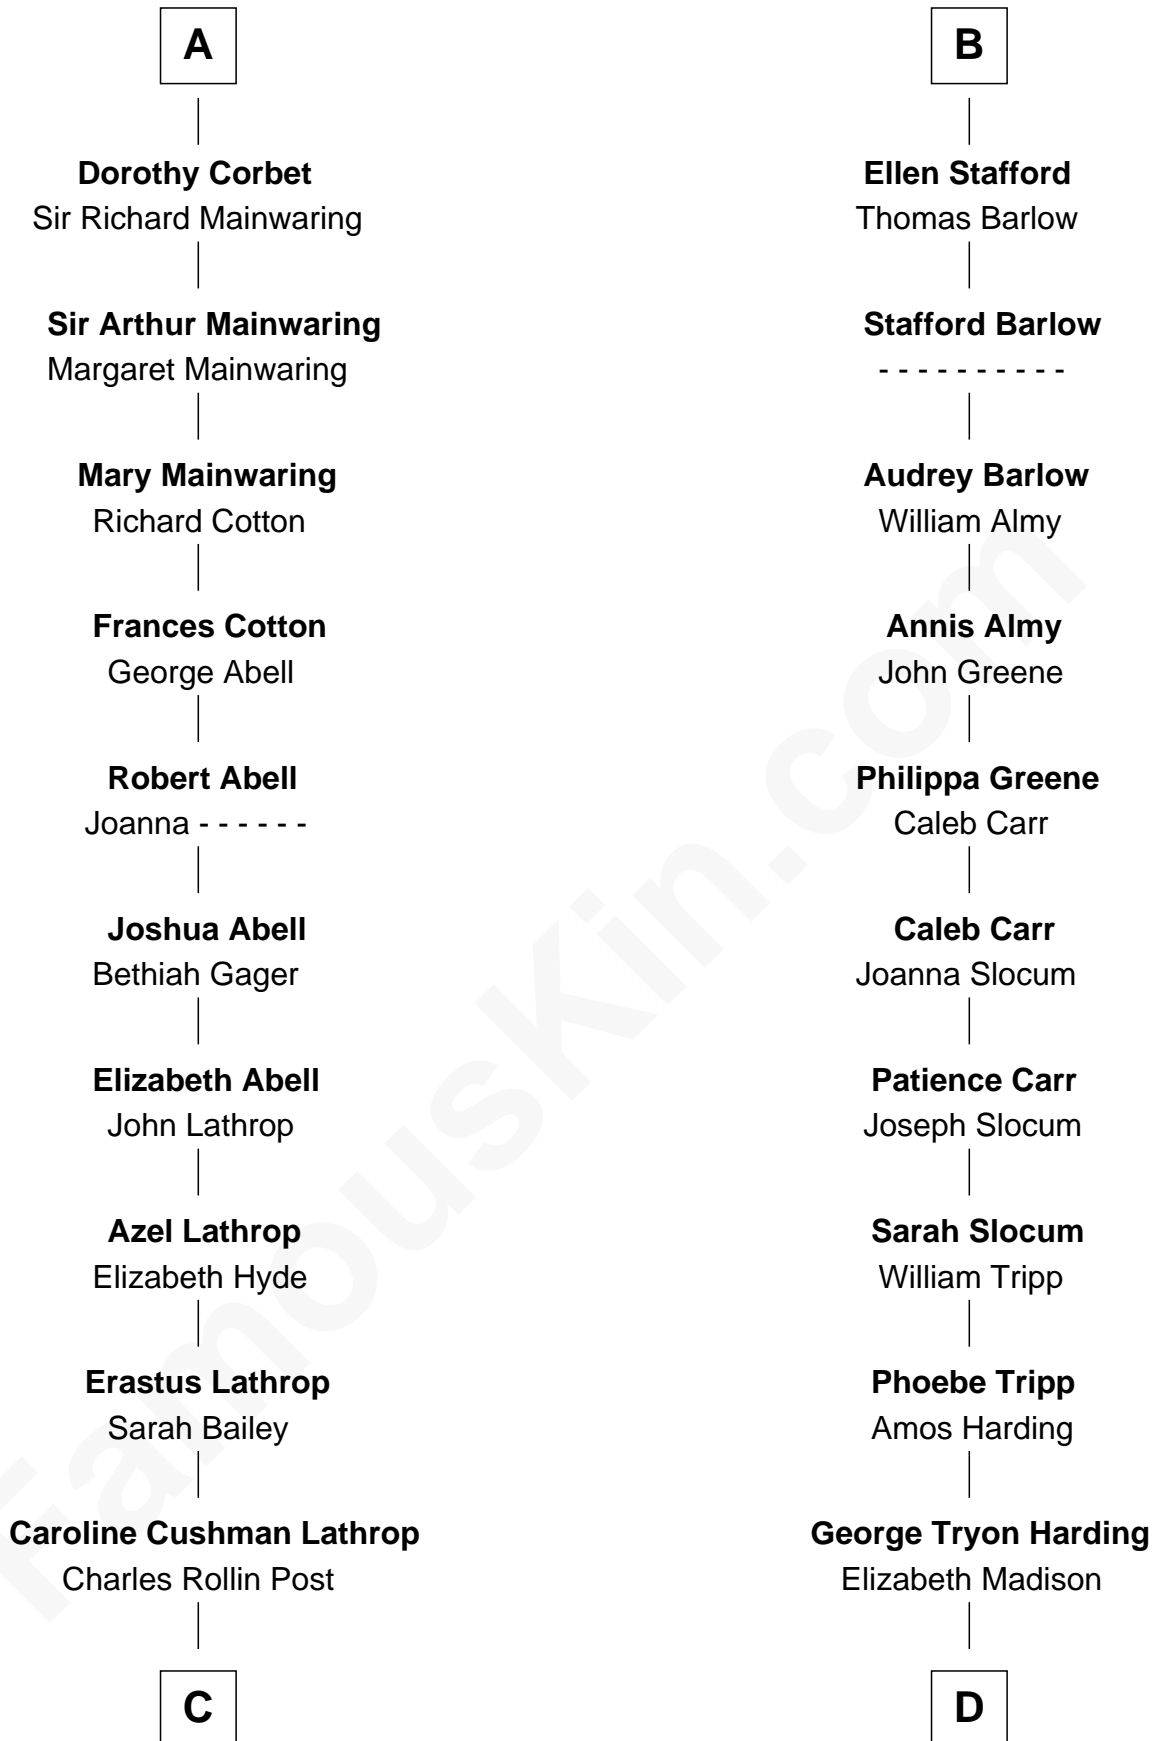 A
Dorothy Corbet
Sir Richard Mainwaring
Sir Arthur Mainwaring
Margaret Mainwaring
Mary Mainwaring
Richard Cotton
Frances Cotton
George Abell
Robert Abell
Joanna - - - - - -
Joshua Abell
Bethiah Gager
Elizabeth Abell
John Lathrop
Azel Lathrop
Elizabeth Hyde
Erastus Lathrop
Sarah Bailey
Caroline Cushman Lathrop
Charles Rollin Post
C
B
Ellen Stafford
Thomas Barlow
Stafford Barlow
- - - - - - - - - -
Audrey Barlow
William Almy
Annis Almy
John Greene
Philippa Greene
Caleb Carr
Caleb Carr
Joanna Slocum
Patience Carr
Joseph Slocum
Sarah Slocum
William Tripp
Phoebe Tripp
Amos Harding
George Tryon Harding
Elizabeth Madison
D
FamousKin.com